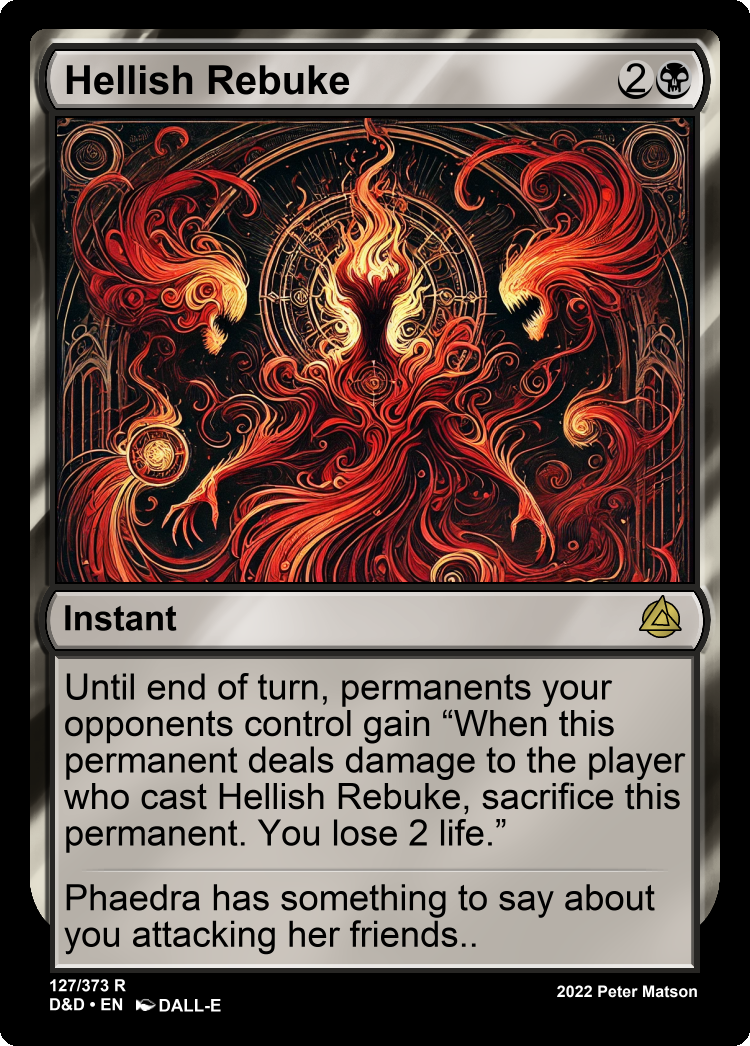 Hellish Rebuke 2
Instant
Until end of turn, permanents your
opponents control gain “When this
permanent deals damage to the player
who cast Hellish Rebuke, sacrifice this
permanent. You lose 2 life.”
Phaedra has something to say about
you attacking her friends..
127/373 R
D&D • EN DALL-E
2022 Peter Matson